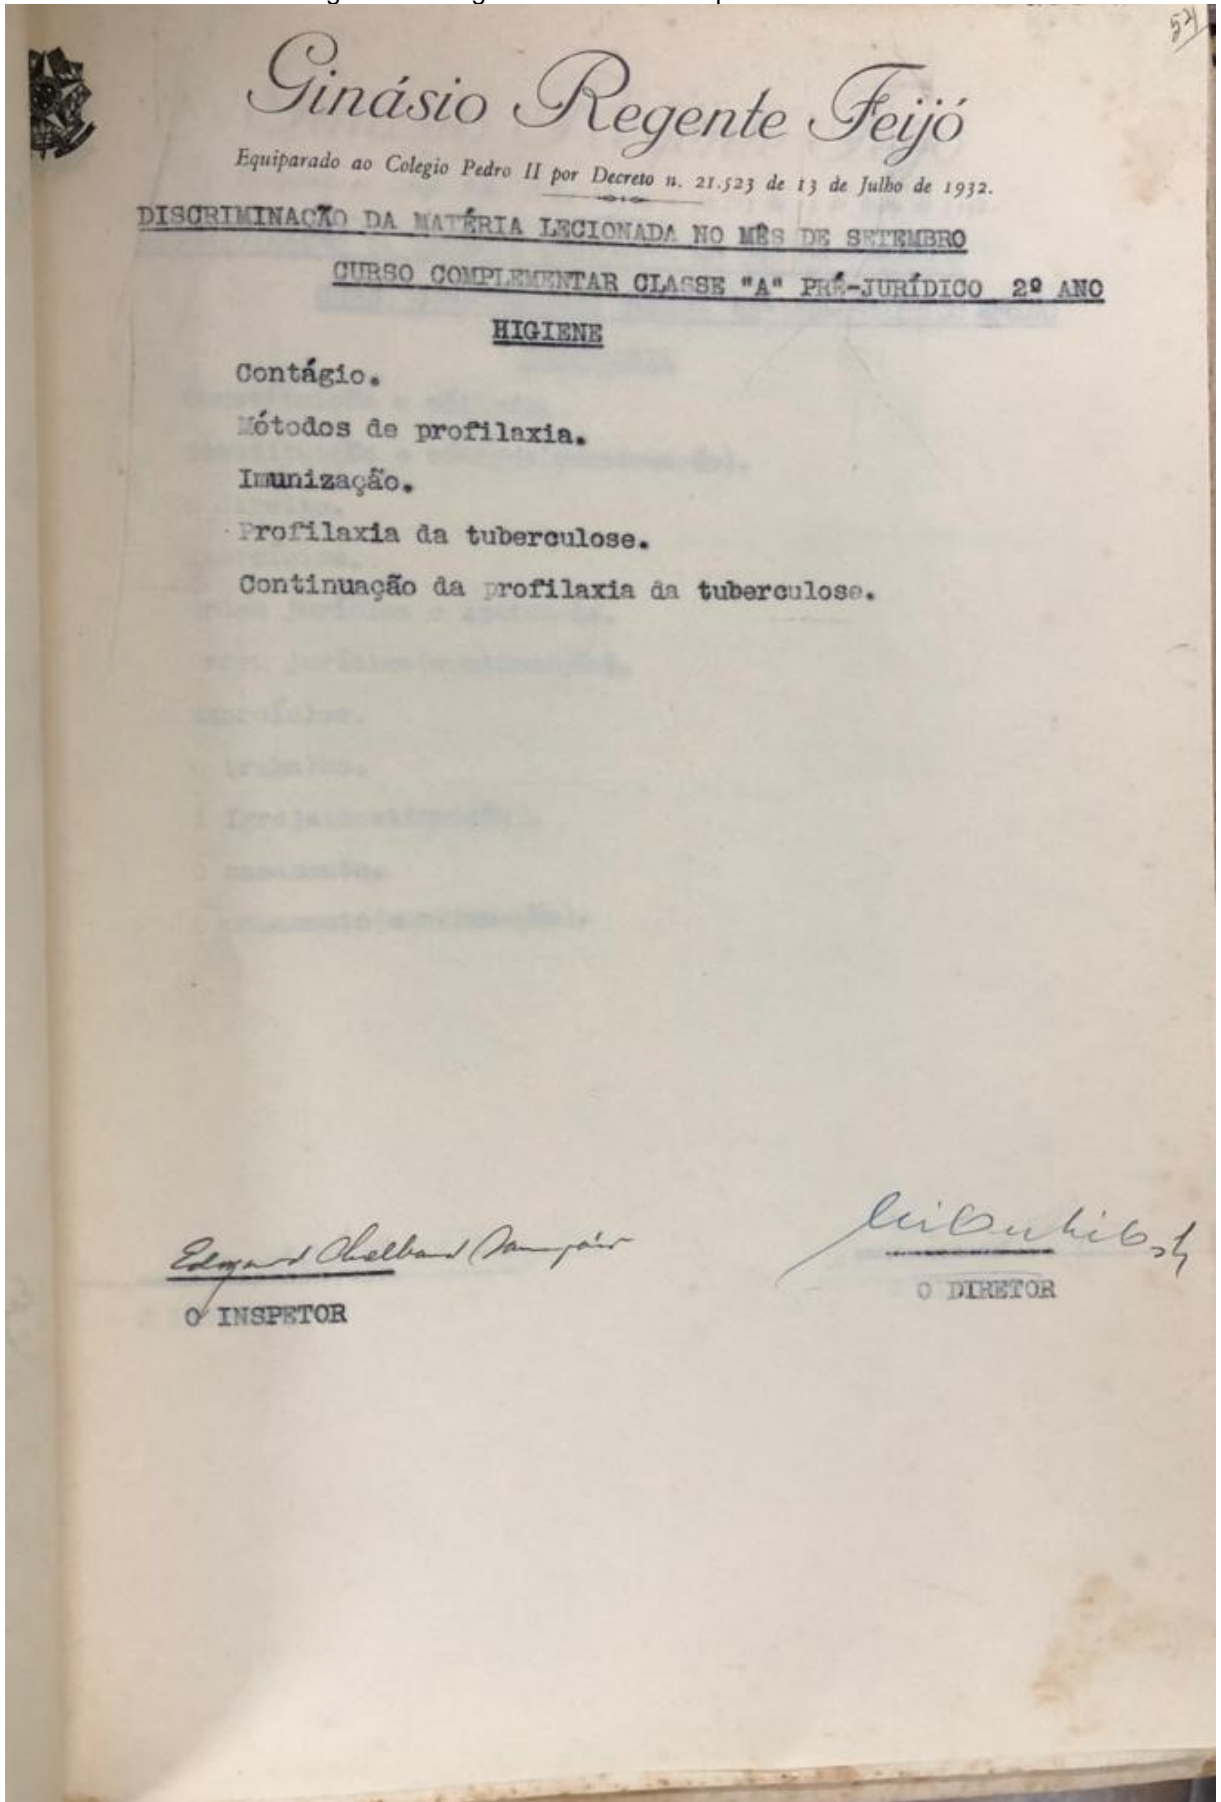 52
Ginásio Regente Feijó
Equiparado ao Colegio Pedro II por Decreto n. 21.523 de 13 de Julho de 1932.
DISCRIMINAÇÃO DA MATÉRIA LECIONADA NO MÊS DE SETEMBRO
CURSO COMPLEMENTAR CLASSE "A" PRÉ-JURÍDICO 2º ANO
HIGIENE
Contágio.
Métodos de profilaxia.
Imunização.
Profilaxia da tuberculose.
Continuação da profilaxia da tuberculose.
Edgard
O INSPETOR
O DIRETOR